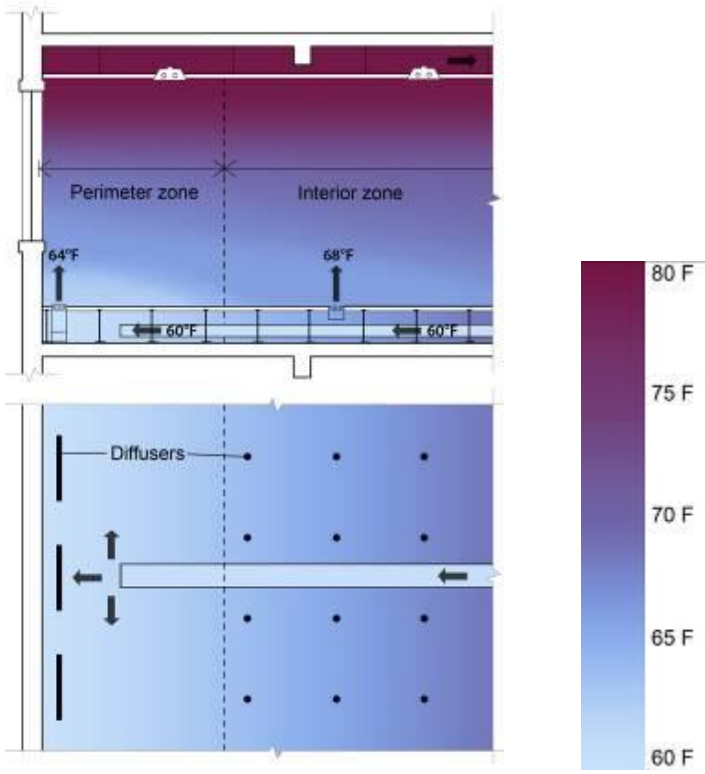 Perimeter zone
Interior zone
64°F
68°F
60°F
60°F
Diffusers
80 F
75 F
70 F
65 F
60 F